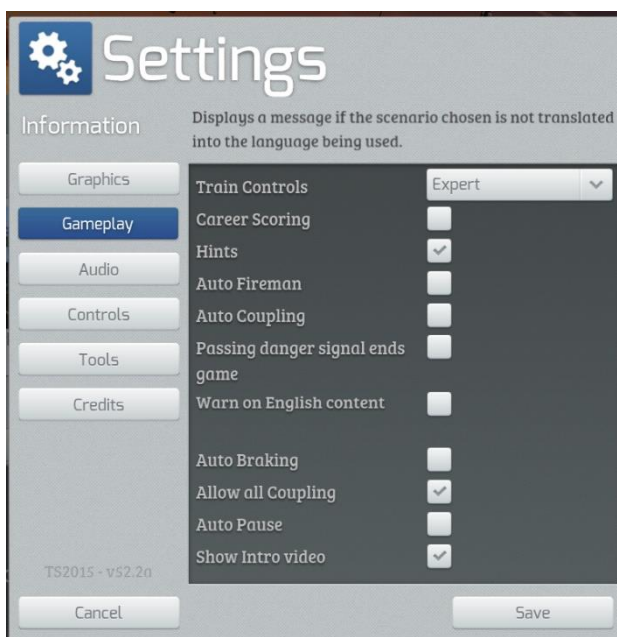 Settings
Information
Displays a message if the scenario chosen is not translated
into the language being used.
Graphics
Gameplay
Audio
Controls
Tools
Credits
Train Controls
Expert
Career Scoring
Hints
Auto Fireman
Auto Coupling
Passing danger signal ends
game
Warn on English content
Auto Braking
Allow all Coupling
Auto Pause
Show Intro video
TS2015 - v52.2a
Cancel
Save